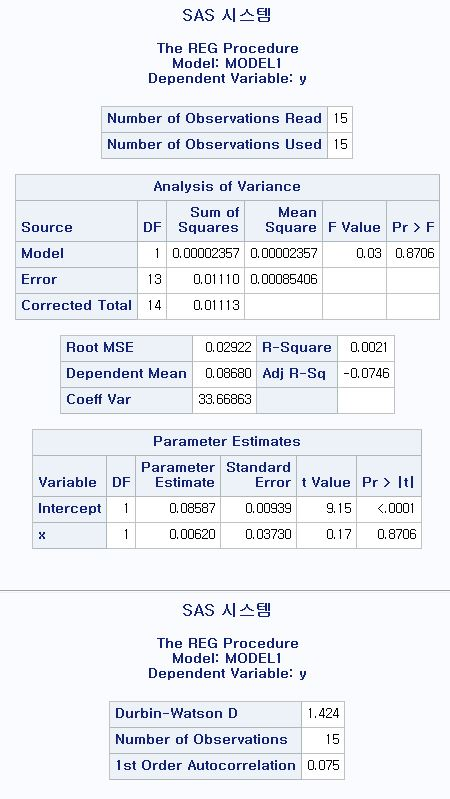 SAS 시스템
The REG Procedure
Model: MODEL1
Dependent Variable: y
Number of Observations Read 15
Number of Observations Used 15
Analysis of Variance
Source DF Sum of Squares Mean Square F Value Pr > F
Model 1 0.00002357 0.00002357 0.03 0.8706
Error 13 0.01110 0.00085406
Corrected Total 14 0.01113
Root MSE 0.02922 R-Square 0.0021
Dependent Mean 0.08680 Adj R-Sq -0.0746
Coeff Var 33.66863
Parameter Estimates
Variable DF Parameter Estimate Standard Error t Value Pr > |t|
Intercept 1 0.08587 0.00939 9.15 <.0001
x 1 0.00620 0.03730 0.17 0.8706
SAS 시스템
The REG Procedure
Model: MODEL1
Dependent Variable: y
Durbin-Watson D 1.424
Number of Observations 15
1st Order Autocorrelation 0.075